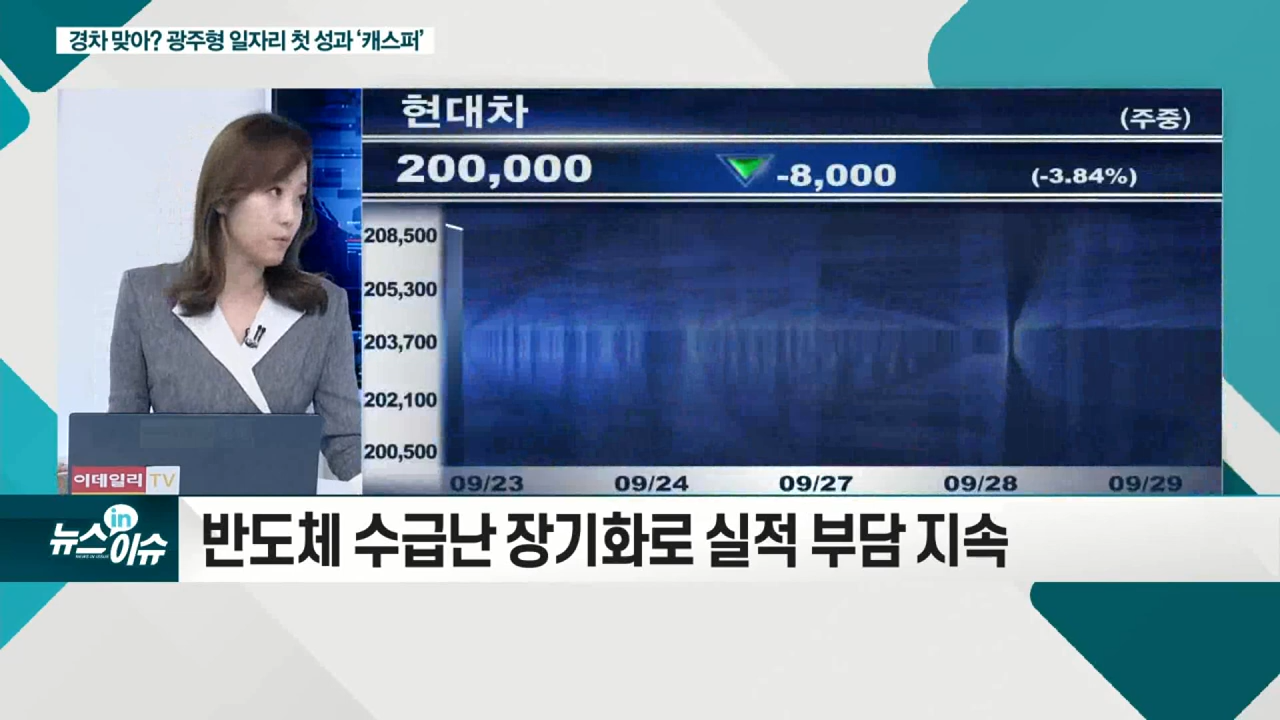 경차 맞아? 광주형 일자리 첫 성과 ‘캐스퍼’
현대차
(주중)
200,000
-8,000
(-3.84%)
208,500
205,300
203,700
202,100
200,500
09/23
09/24
09/27
09/28
09/29
이데일리TV
뉴스in이슈
NEWS IN ISSUE
반도체 수급난 장기화로 실적 부담 지속